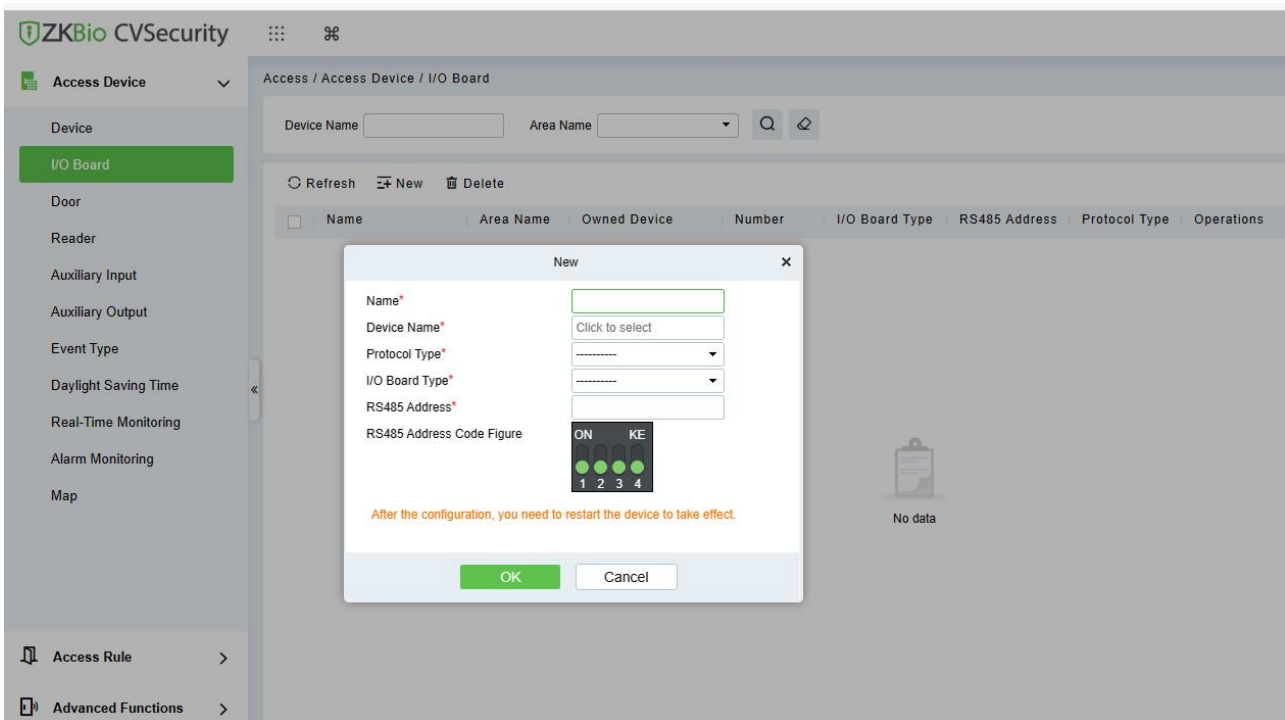 ZKBio CVSecurity
Access Device
Access / Access Device / I/O Board
Device
I/O Board
Door
Reader
Auxiliary Input
Auxiliary Output
Event Type
Daylight Saving Time
Real-Time Monitoring
Alarm Monitoring
Map
Access Rule
Advanced Functions
Device Name
Area Name
Refresh New Delete
Name Area Name Owned Device Number I/O Board Type RS485 Address Protocol Type Operations
New
Name*
Device Name* Click to select
Protocol Type* ----------
I/O Board Type* ----------
RS485 Address*
RS485 Address Code Figure
ON KE
1 2 3 4
After the configuration, you need to restart the device to take effect.
OK Cancel
No data